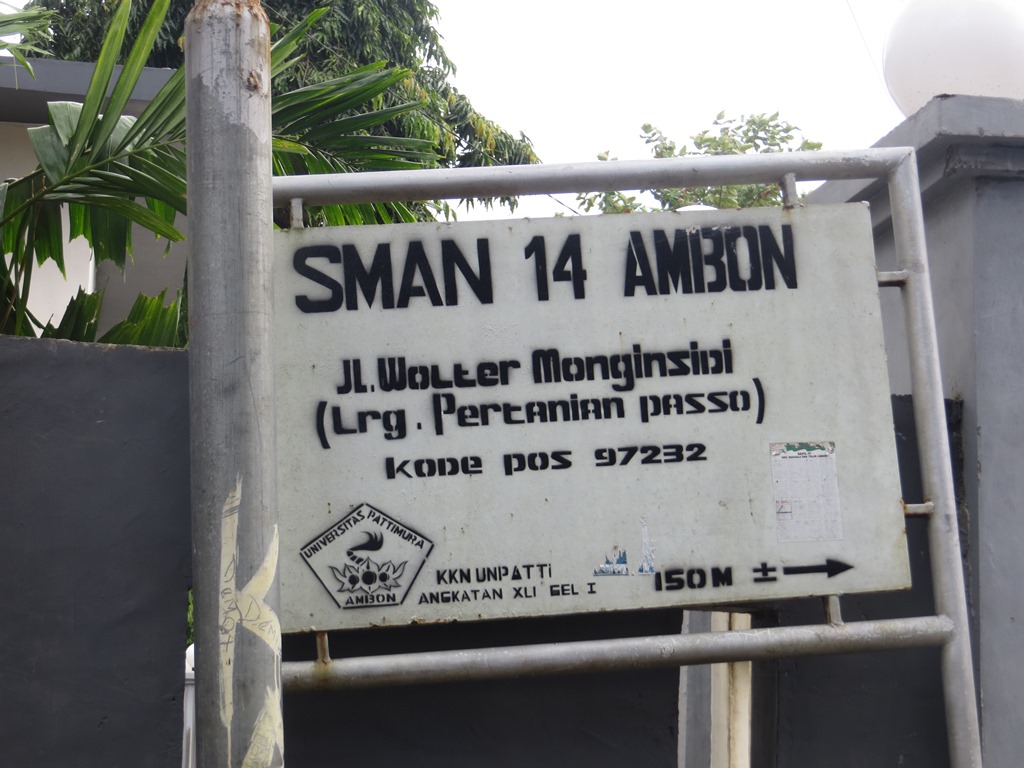 SMAN 14 AMBON
JL. Wolter Monginsidi
(Lrg. Pertanian Passo)
Kode pos 97232
UNIVERSITAS PATTIMURA
AMBON
KKN UNPATTi
ANGKATAN XLI GEL I
150M ±